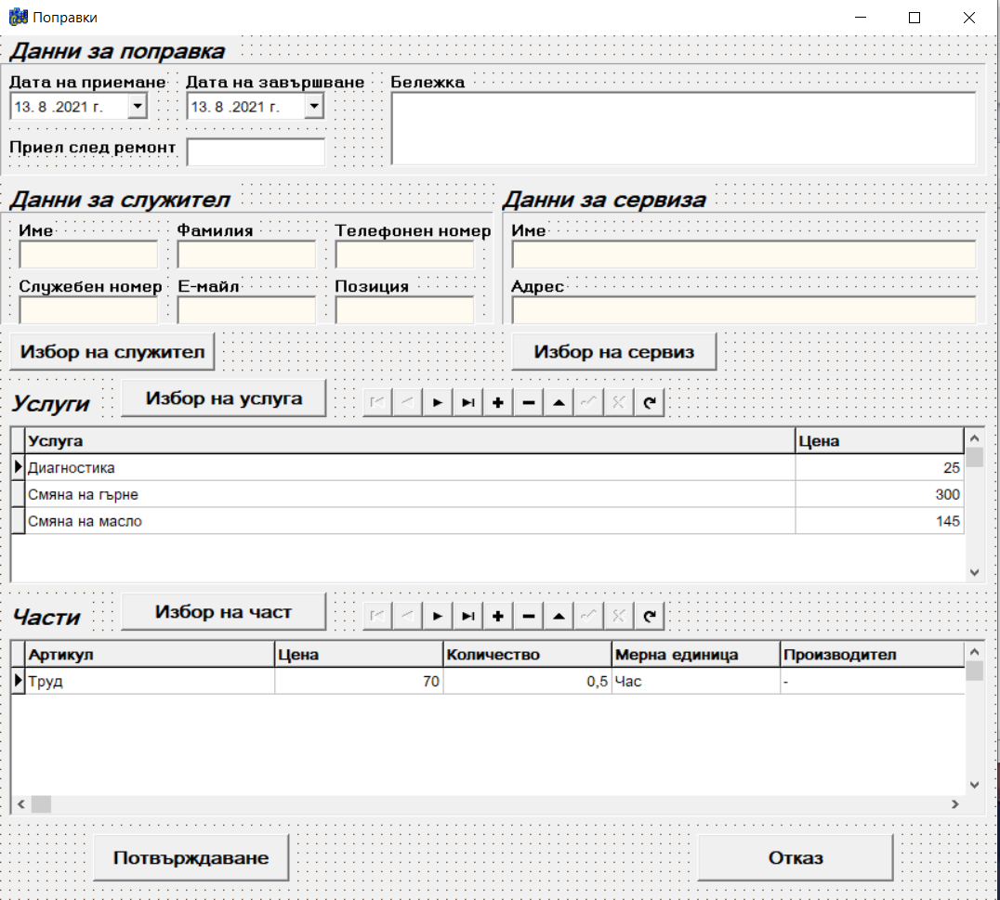 Поправки
Данни за поправка
Дата на приемане Дата на завършване Бележка
13. 8 .2021 г. 13. 8 .2021 г.
Приел след ремонт
Данни за служител Данни за сервиза
Име Фамилия Телефонен номер Име
Служебен номер Е-майл Позиция Адрес
Избор на служител Избор на сервиз
Услуги Избор на услуга
Услуга Цена
Диагностика 25
Смяна на гърне 300
Смяна на масло 145
Части Избор на част
Артикул Цена Количество Мерна единица Производител
Труд 70 0,5 Час -
Потвърждаване Отказ